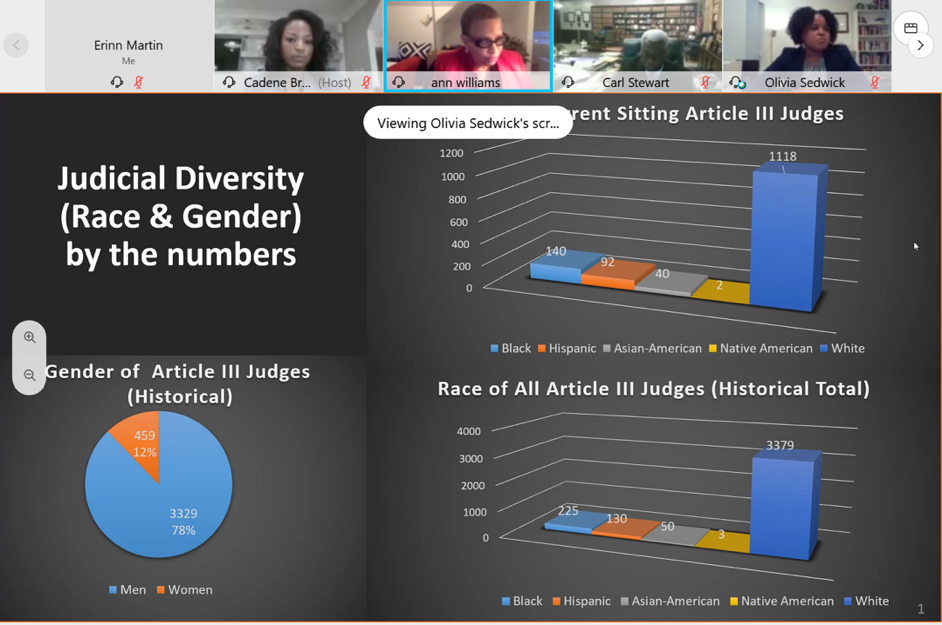 Erinn Martin
Me
Cadene Br... (Host)
ann williams
Carl Stewart
Olivia Sedwick
Viewing Olivia Sedwick's scr...
rent Sitting Article III Judges
Judicial Diversity
(Race & Gender)
by the numbers
1200
1000
800
600
400
200
0
140
92
40
2
1118
Black Hispanic Asian-American Native American White
Gender of Article III Judges
(Historical)
459
12%
3329
78%
Men Women
Race of All Article III Judges (Historical Total)
4000
3000
2000
1000
0
225
130
50
3
3379
Black Hispanic Asian-American Native American White
1